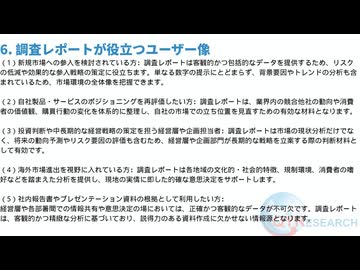 6. 調査レポートが役立つユーザー像
(1)新規市場への参入を検討されている方：調査レポートは客観的かつ包括的なデータを提供するため、リスク
の低減や効果的な参入戦略の策定に役立ちます。単なる数字の提示にとどまらず、背景要因やトレンドの分析も含
まれているため、市場環境の全体像を把握できます。
(2)自社製品・サービスのポジショニングを再評価したい方：調査レポートは、業界内の競合他社の動向や消費
者の価値観、購買行動の変化を体系的に整理し、自社の市場での立ち位置を見直すための有効な材料となります。
(3)投資判断や中長期的な経営戦略の策定を担う経営層や企画担当者：調査レポートは市場の現状分析だけでな
く、将来の動向予測やリスク要因の評価も含むため、経営層や企画部門が長期的な戦略を立案する際の判断材料と
して有効です。
(4)海外市場進出を視野に入れている方：調査レポートは各地域の文化的・社会的特徴、規制環境、消費者の嗜
好などを踏まえた分析を提供し、現地の実情に即した的確な意思決定をサポートします。
(5)社内報告書やプレゼンテーション資料の根拠として利用したい方：
経営層や各部署間での情報共有や意思決定の場においては、正確かつ客観的なデータが不可欠です。調査レポート
は、客観的かつ精緻な分析に基づいており、説得力のある資料作成に欠かせない情報源となります。
RESEARCH